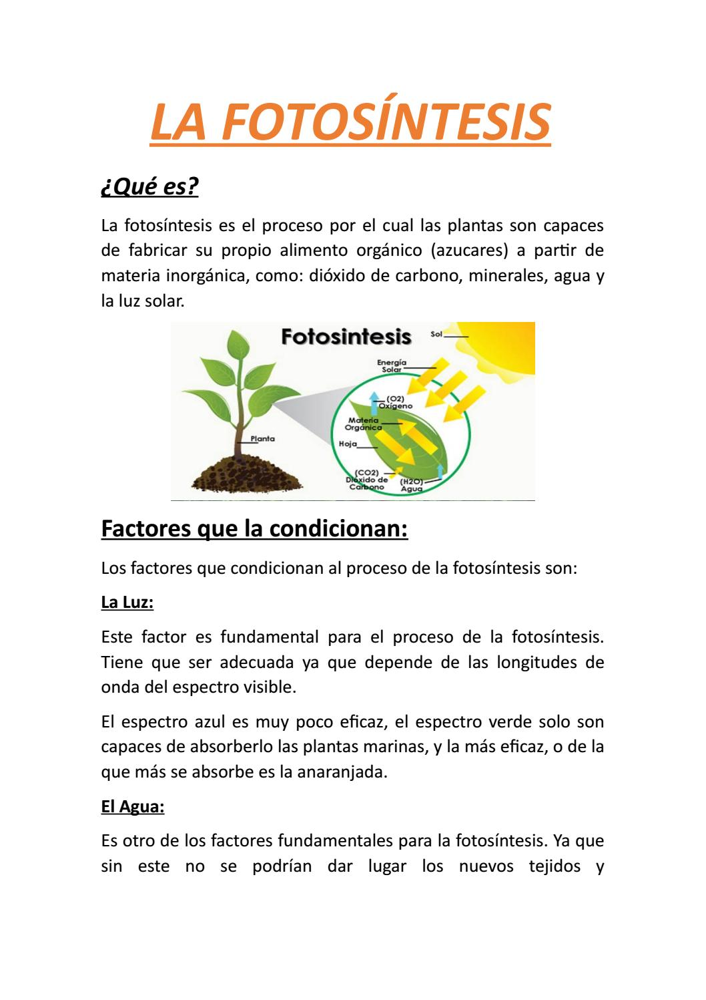 LA FOTOSÍNTESIS
¿Qué es?
La fotosíntesis es el proceso por el cual las plantas son capaces
de fabricar su propio alimento orgánico (azucares) a partir de
materia inorgánica, como: dióxido de carbono, minerales, agua y
la luz solar.
Fotosintesis
Sol
Energía
Solar
(O2)
Oxígeno
Materia
Orgánica
Planta
Hoja
(CO2)
Dióxido de
Carbono
(H2O)
Agua
Factores que la condicionan:
Los factores que condicionan al proceso de la fotosíntesis son:
La Luz:
Este factor es fundamental para el proceso de la fotosíntesis.
Tiene que ser adecuada ya que depende de las longitudes de
onda del espectro visible.
El espectro azul es muy poco eficaz, el espectro verde solo son
capaces de absorberlo las plantas marinas, y la más eficaz, o de la
que más se absorbe es la anaranjada.
El Agua:
Es otro de los factores fundamentales para la fotosíntesis. Ya que
sin este no se podrían dar lugar los nuevos tejidos y